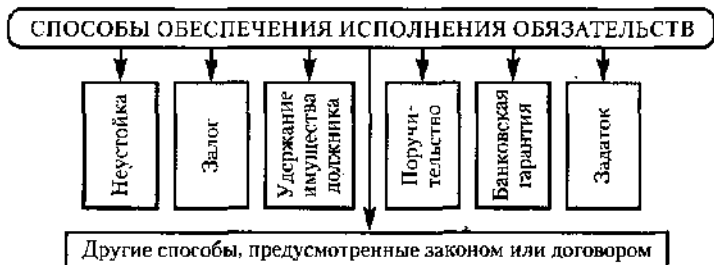 СПОСОБЫ ОБЕСПЕЧЕНИЯ ИСПОЛНЕНИЯ ОБЯЗАТЕЛЬСТВ
Неустойка
Залог
Удержание
имущества
должника
Поручи-
тельство
Банковская
гарантия
Задаток
Другие способы, предусмотренные законом или договором